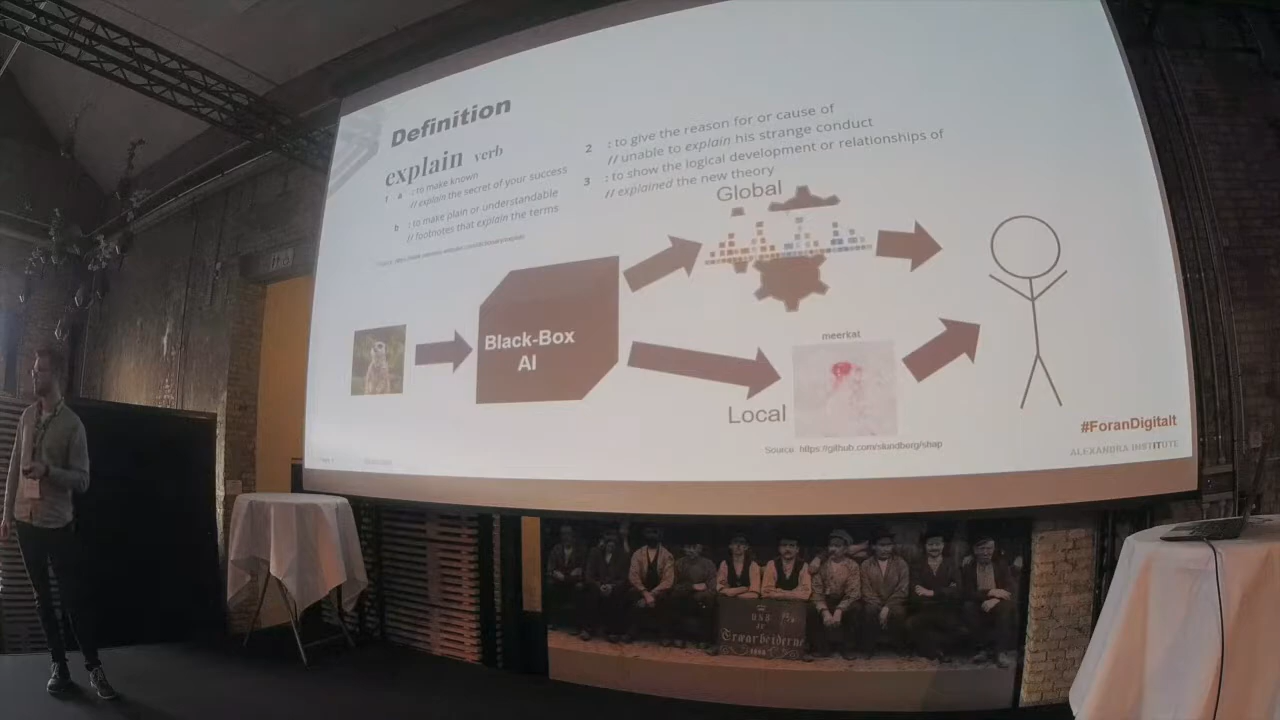 Definition
explain verb
1 a : to make known
// explain the secret of your success
b : to make plain or understandable
// footnotes that explain the terms
2 : to give the reason for or cause of
// unable to explain his strange conduct
3 : to show the logical development or relationships of
// explained the new theory
Global
Black-Box
AI
meerkat
Local
Source: https://github.com/slundberg/shap
#ForanDigitalt
ALEXANDRA INSTITUTE
Træarbeiderne